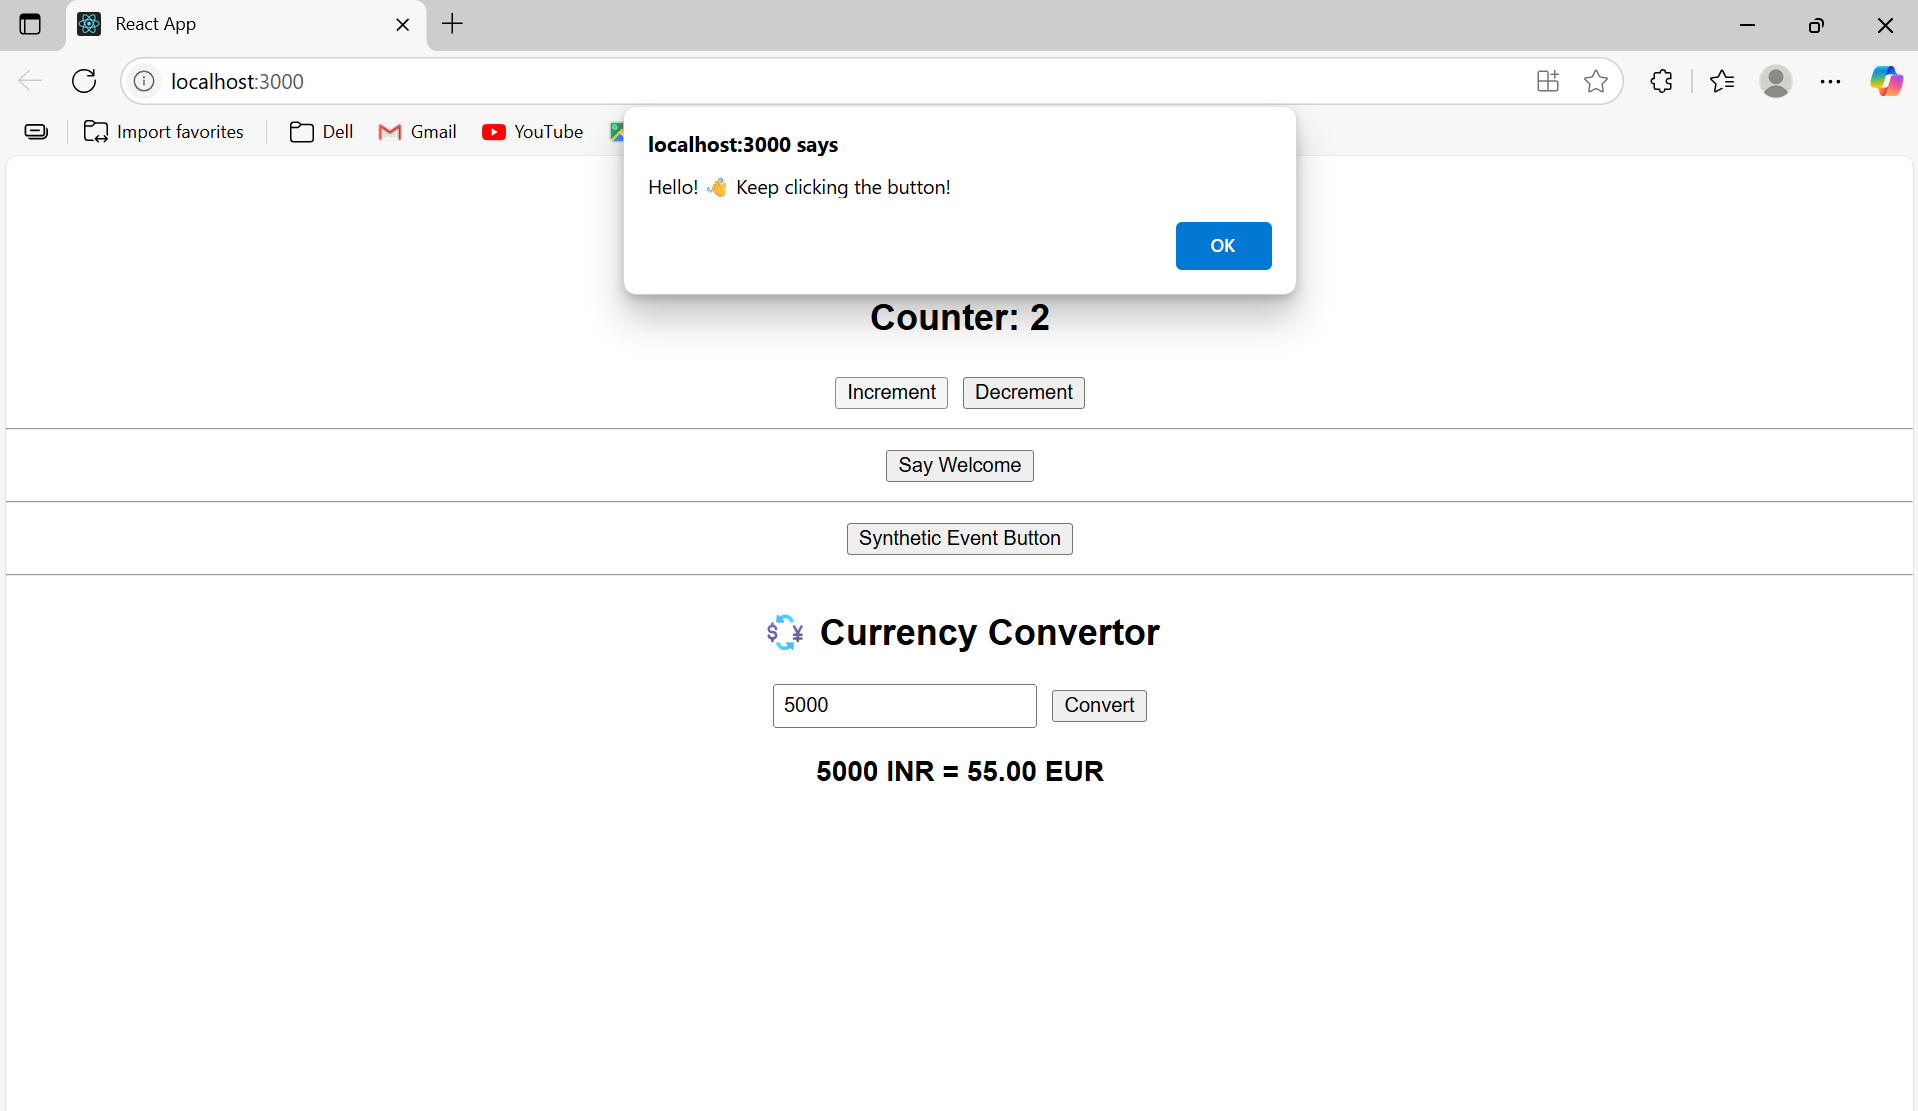 React App
localhost:3000
Import favorites
Dell
Gmail
YouTube
localhost:3000 says
Hello! 👋 Keep clicking the button!
OK
Counter: 2
Increment
Decrement
Say Welcome
Synthetic Event Button
💱 Currency Convertor
5000
Convert
5000 INR = 55.00 EUR